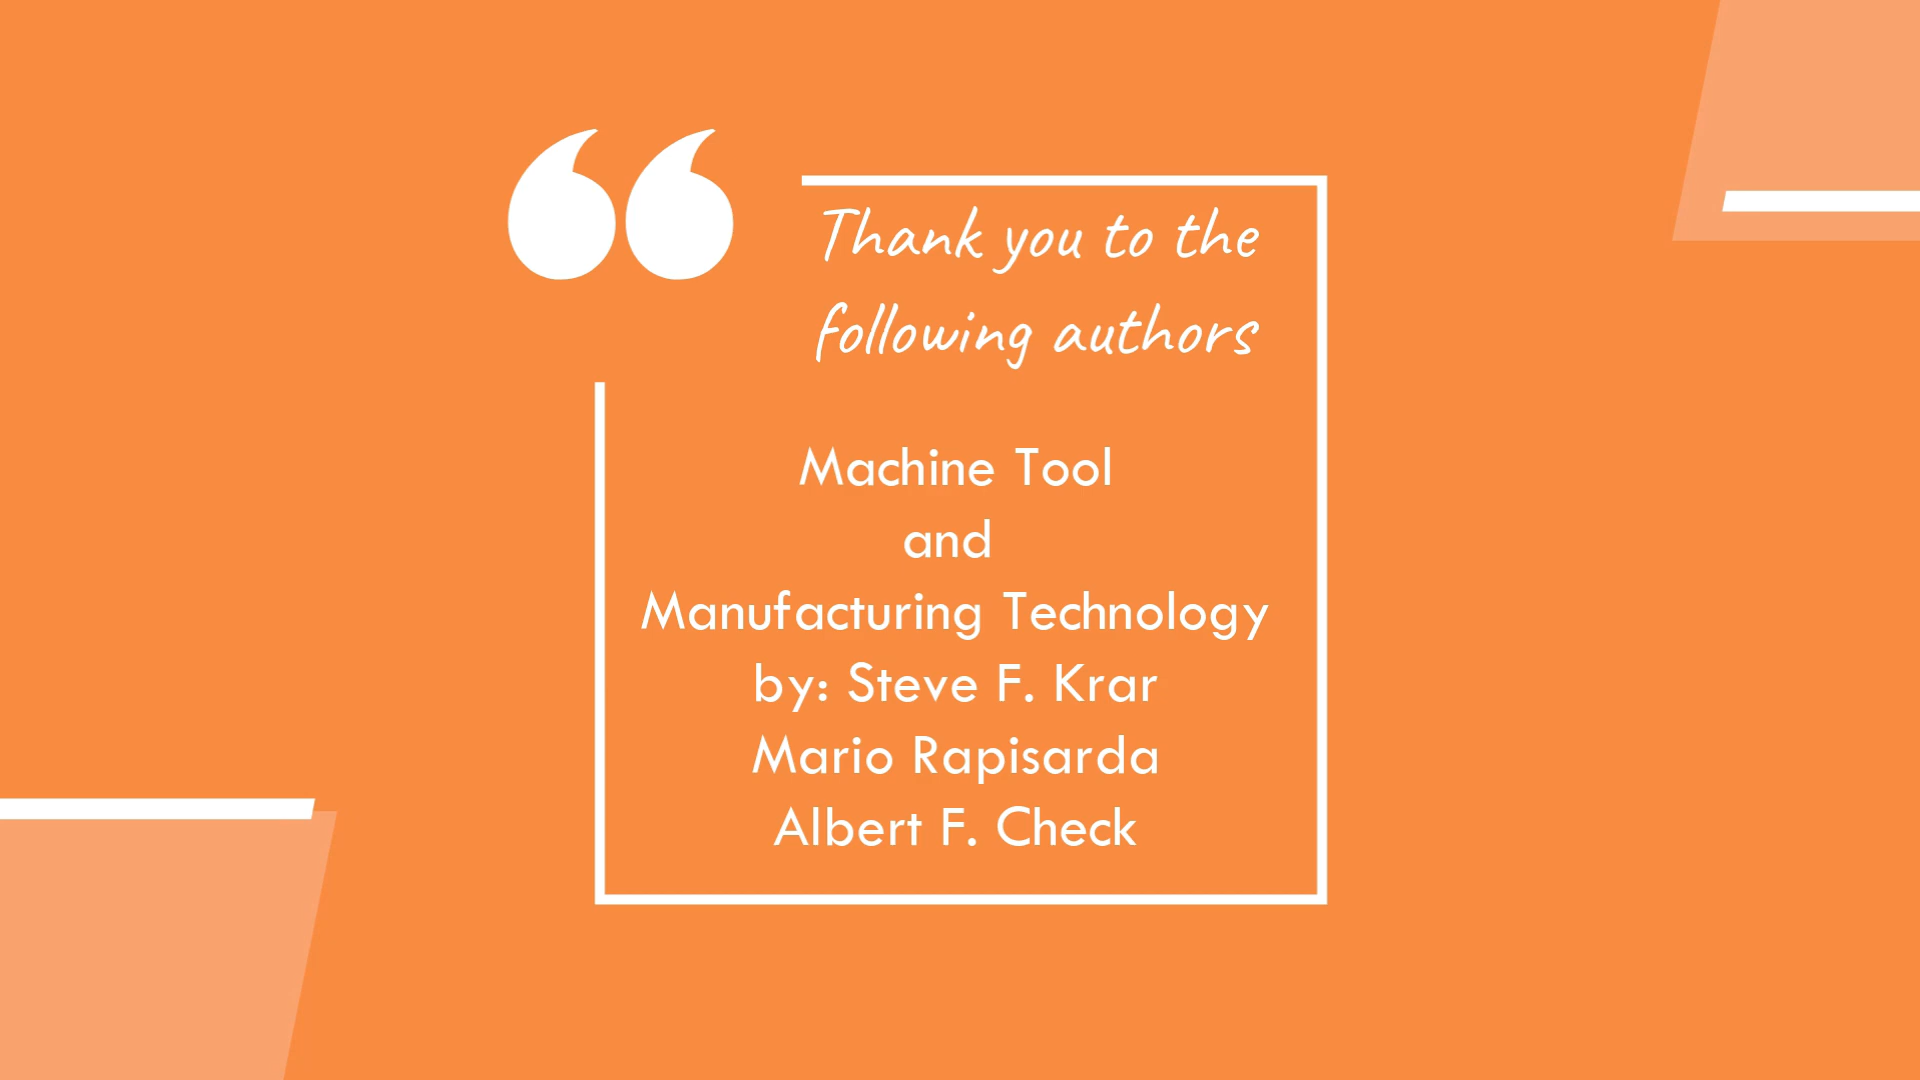 Thank you to the
following authors
Machine Tool
and
Manufacturing Technology
by: Steve F. Krar
Mario Rapisarda
Albert F. Check